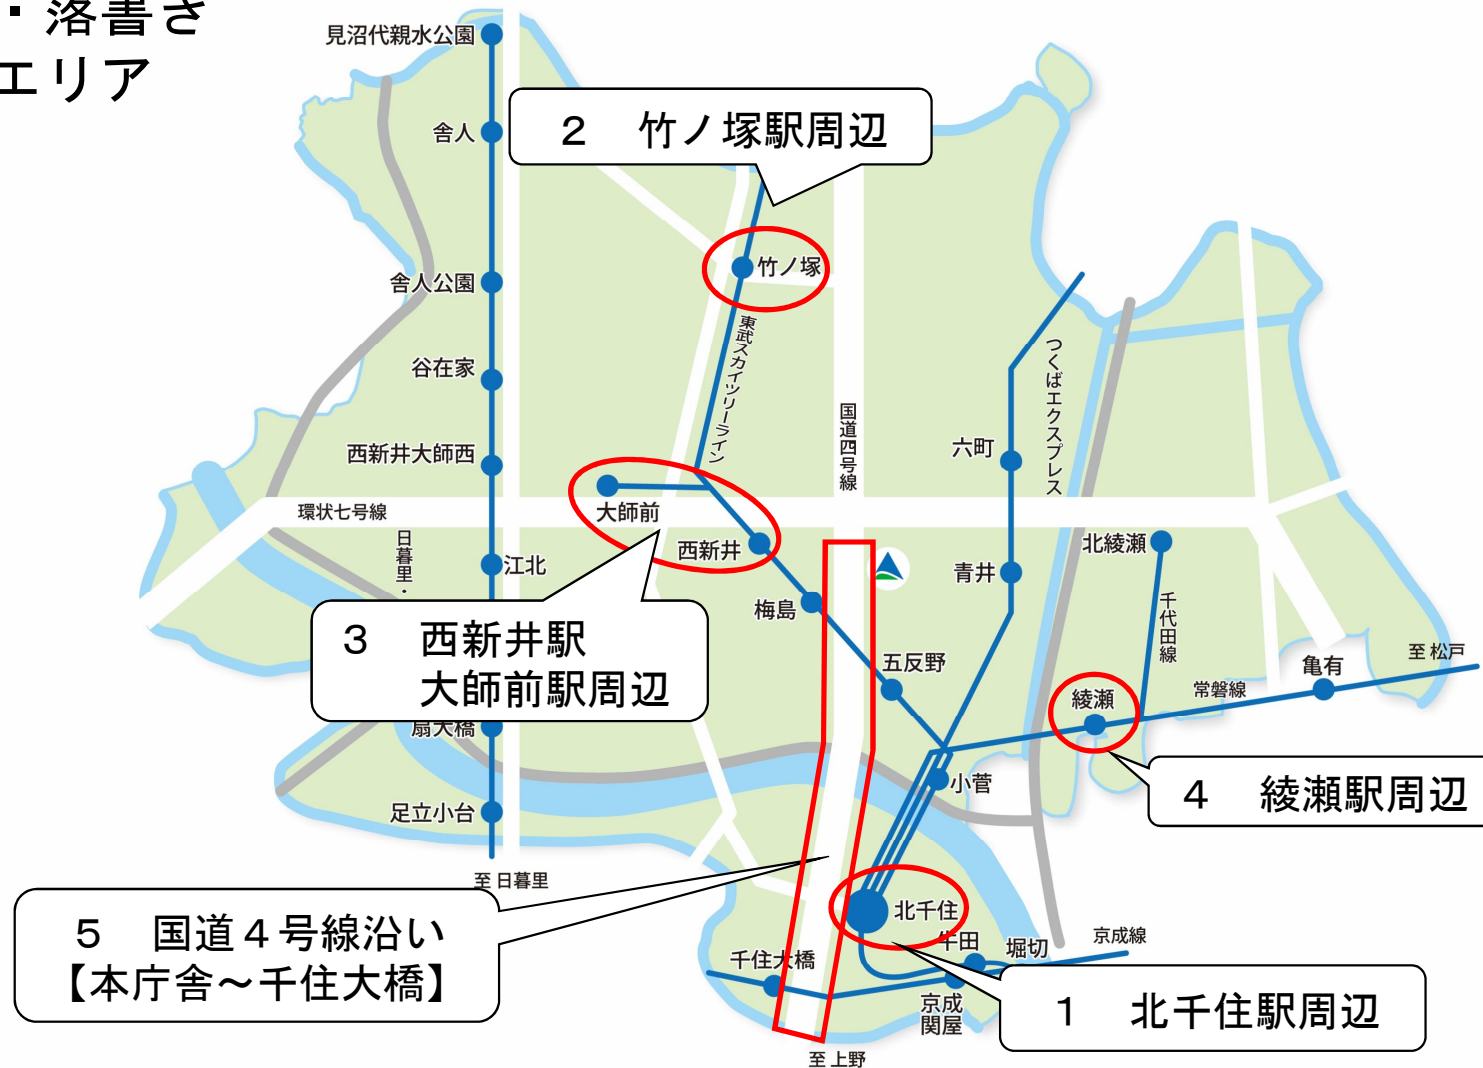 ・落書き
エリア
見沼代親水公園
舎人
2　竹ノ塚駅周辺
竹ノ塚
舎人公園
東武スカイツリーライン
つくばエクスプレス
谷在家
国道四号線
六町
西新井大師西
大師前
環状七号線
西新井
北綾瀬
日暮里・
江北
青井
梅島
千代田線
3　西新井駅
大師前駅周辺
五反野
亀有
至 松戸
綾瀬
常磐線
扇大橋
小菅
4　綾瀬駅周辺
足立小台
至 日暮里
北千住
5　国道４号線沿い
【本庁舎～千住大橋】
牛田
堀切
京成線
千住大橋
京成
関屋
1　北千住駅周辺
至 上野